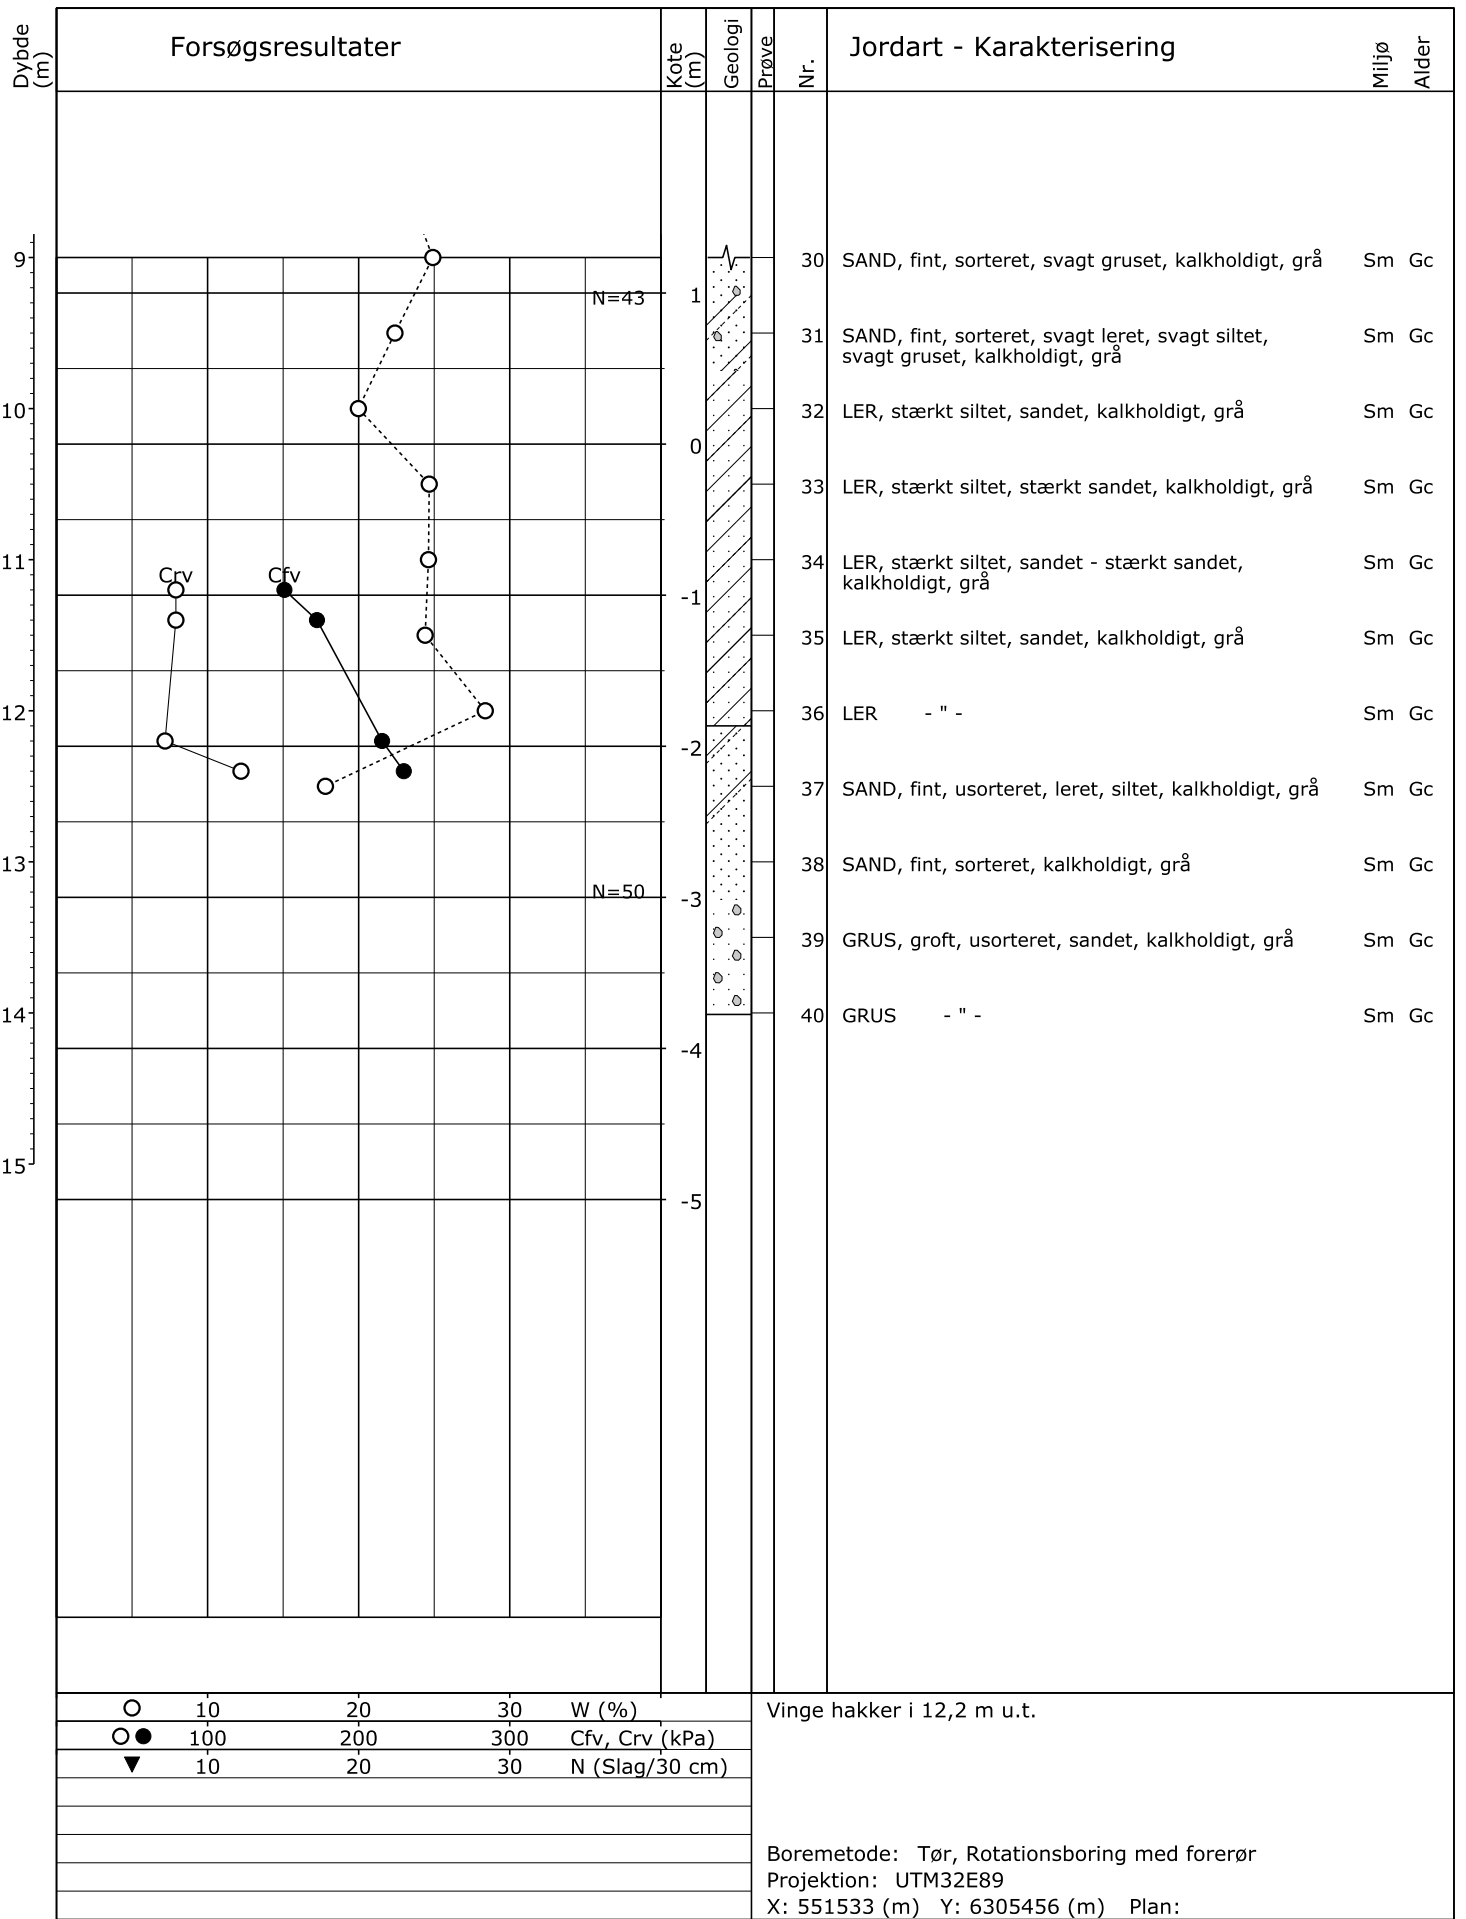 Dybde (m)
Forsøgsresultater
Kote (m)
Geologi
Prøve
Nr.
Jordart - Karakterisering
Miljø
Alder
9
30 SAND, fint, sorteret, svagt gruset, kalkholdigt, grå Sm Gc
N=43 1
31 SAND, fint, sorteret, svagt leret, svagt siltet, Sm Gc
svagt gruset, kalkholdigt, grå
10
32 LER, stærkt siltet, sandet, kalkholdigt, grå Sm Gc
0
33 LER, stærkt siltet, stærkt sandet, kalkholdigt, grå Sm Gc
11
34 LER, stærkt siltet, sandet - stærkt sandet, Sm Gc
kalkholdigt, grå
Crv Cfv
-1
35 LER, stærkt siltet, sandet, kalkholdigt, grå Sm Gc
12
36 LER - " - Sm Gc
-2
37 SAND, fint, usorteret, leret, siltet, kalkholdigt, grå Sm Gc
13
38 SAND, fint, sorteret, kalkholdigt, grå Sm Gc
N=50 -3
39 GRUS, groft, usorteret, sandet, kalkholdigt, grå Sm Gc
14
40 GRUS - " - Sm Gc
-4
15
-5
10 20 30 W (%)
100 200 300 Cfv, Crv (kPa)
10 20 30 N (Slag/30 cm)
Vinge hakker i 12,2 m u.t.
Boremetode: Tør, Rotationsboring med forerør
Projektion: UTM32E89
X: 551533 (m) Y: 6305456 (m) Plan: